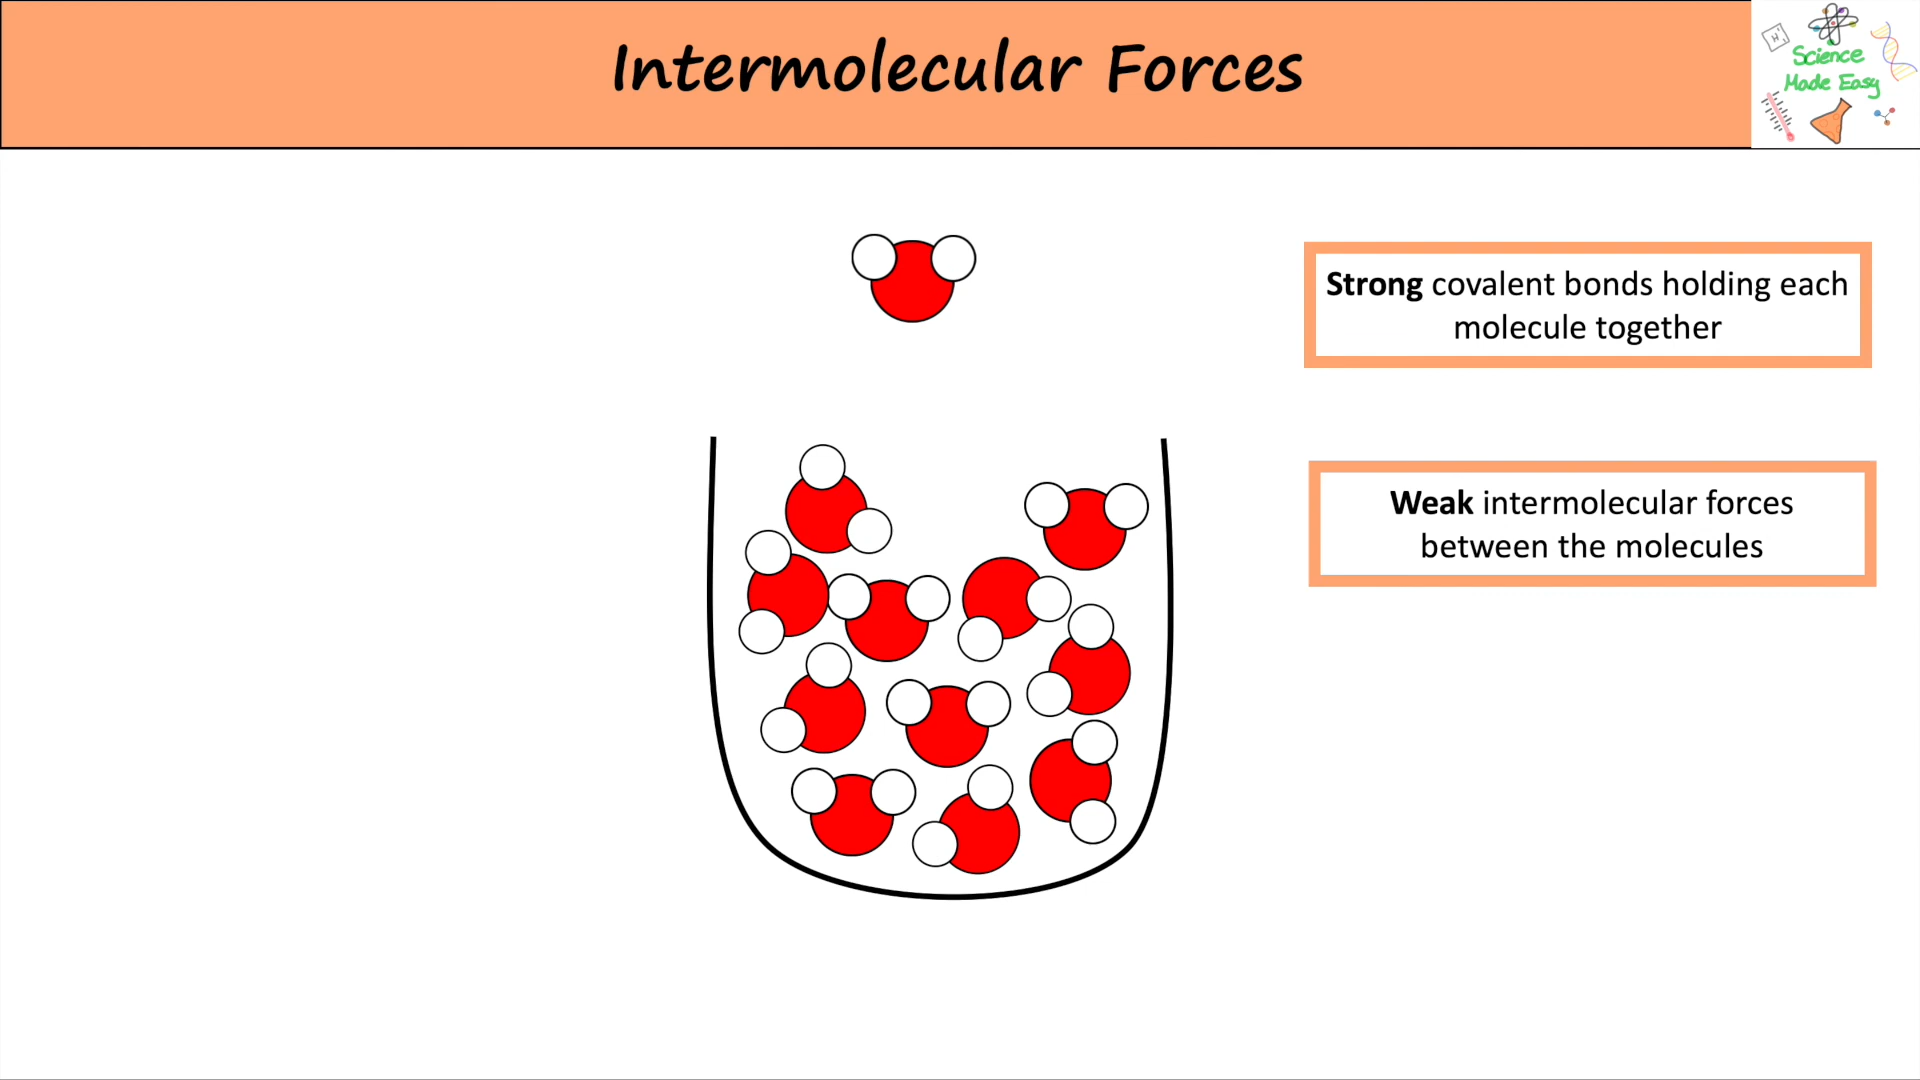 Intermolecular Forces
Science
Made Easy
Strong covalent bonds holding each
molecule together
Weak intermolecular forces
between the molecules